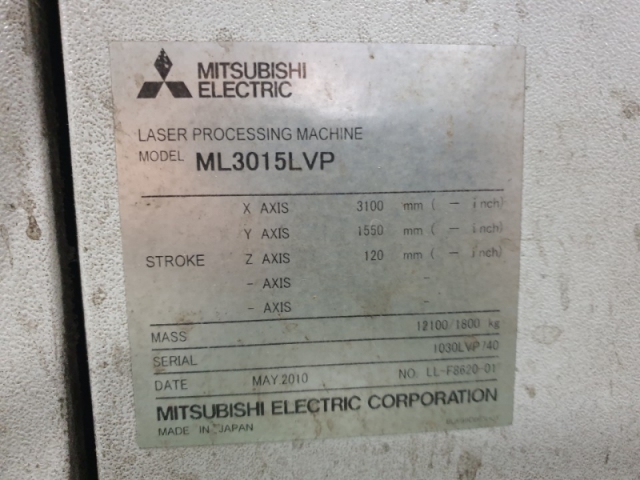 MITSUBISHI
ELECTRIC
LASER PROCESSING MACHINE
MODEL ML3015LVP
X AXIS 3100 mm ( — inch)
Y AXIS 1550 mm ( — inch)
STROKE Z AXIS 120 mm ( — inch)
- AXIS -
- AXIS -
MASS 12100/1800 kg
SERIAL 1030LVP740
DATE MAY 2010 NO. LL-F8620-01
MITSUBISHI ELECTRIC CORPORATION
MADE IN JAPAN